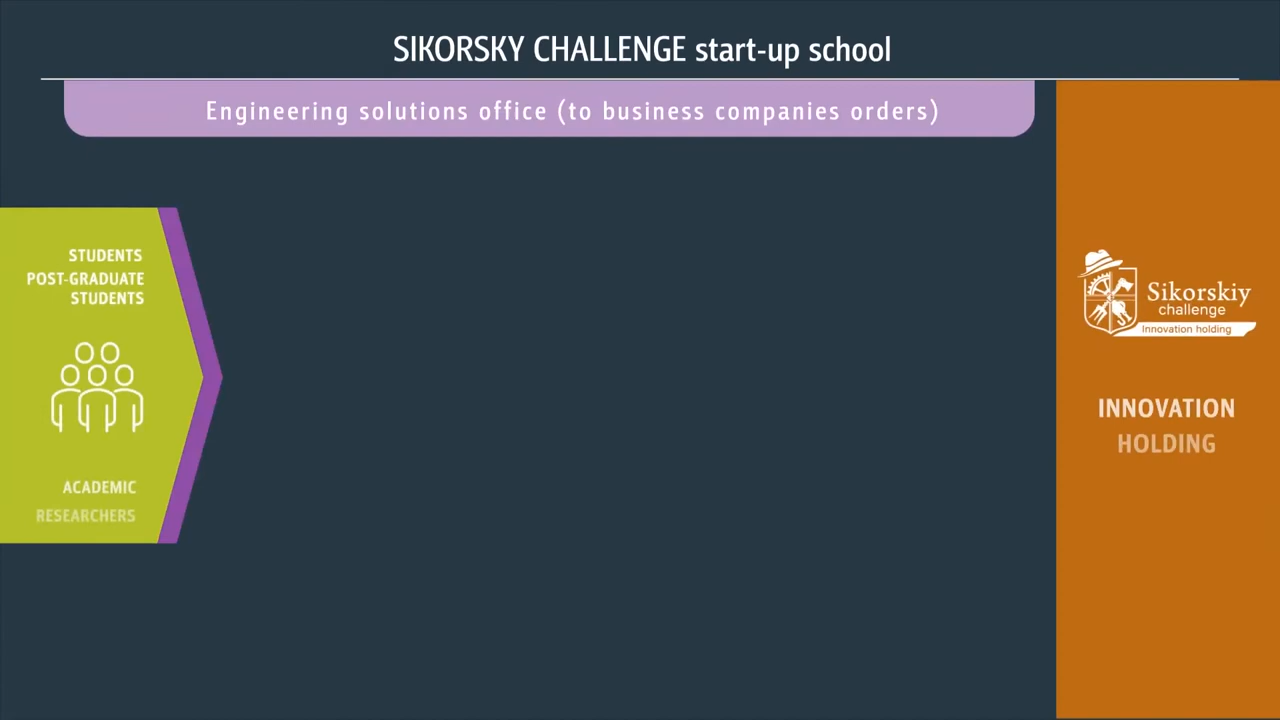 SIKORSKY CHALLENGE start-up school
Engineering solutions office (to business companies orders)
STUDENTS
POST-GRADUATE
STUDENTS
ACADEMIC
RESEARCHERS
Sikorskiy
challenge
Innovation holding
INNOVATION
HOLDING